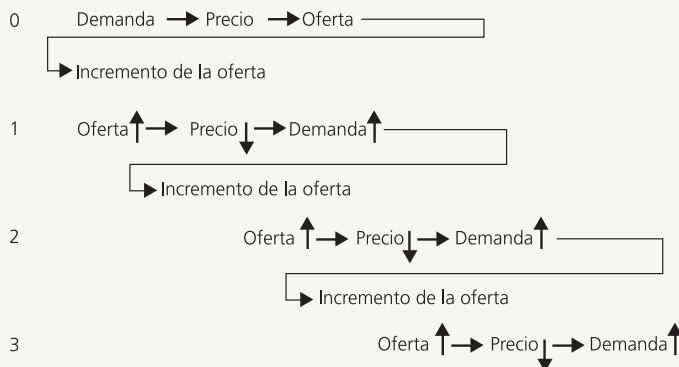 0 Demanda → Precio → Oferta
Incremento de la oferta
1 Oferta ↑ → Precio ↓ → Demanda ↑
Incremento de la oferta
2 Oferta ↑ → Precio ↓ → Demanda ↑
Incremento de la oferta
3 Oferta ↑ → Precio ↓ → Demanda ↑